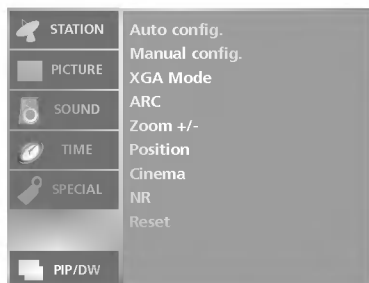 STATION
PICTURE
SOUND
TIME
SPECIAL
PIP/DW
Auto config.
Manual config.
XGA Mode
ARC
Zoom +/-
Position
Cinema
NR
Reset